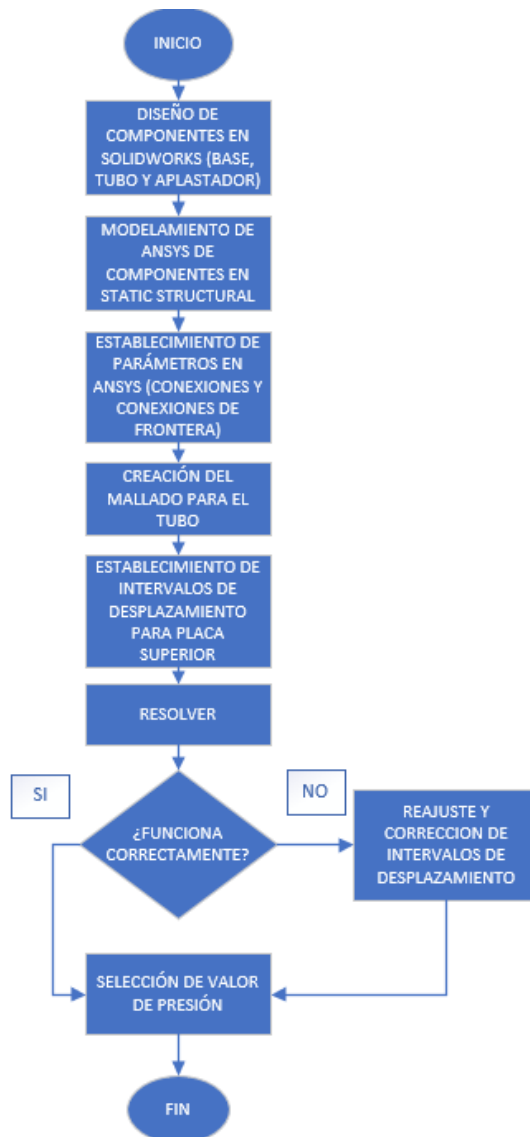 INICIO
DISEÑO DE
COMPONENTES EN
SOLIDWORKS (BASE,
TUBO Y APLASTADOR)
MODELAMIENTO DE
ANSYS DE
COMPONENTES EN
STATIC STRUCTURAL
ESTABLECIMIENTO DE
PARÁMETROS EN
ANSYS (CONEXIONES Y
CONEXIONES DE
FRONTERA)
CREACIÓN DEL
MALLADO PARA EL
TUBO
ESTABLECIMIENTO DE
INTERVALOS DE
DESPLAZAMIENTO
PARA PLACA
SUPERIOR
RESOLVER
SI
NO
¿FUNCIONA
CORRECTAMENTE?
REAJUSTE Y
CORRECCION DE
INTERVALOS DE
DESPLAZAMIENTO
SELECCIÓN DE VALOR
DE PRESIÓN
FIN